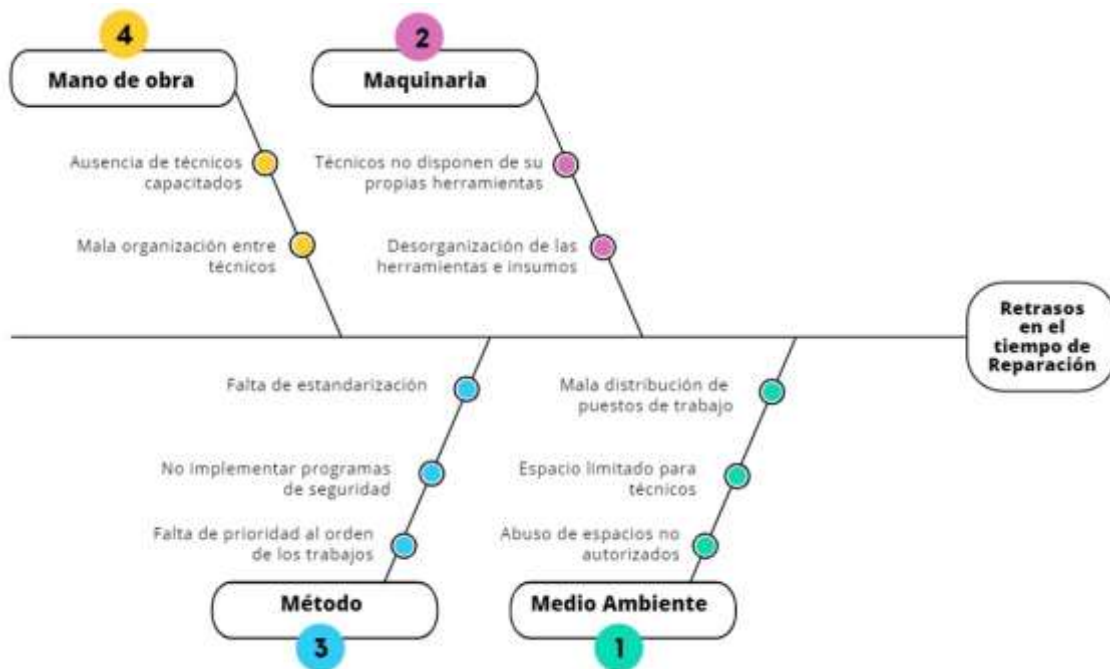 4
Mano de obra
Ausencia de técnicos
capacitados
Mala organización entre
técnicos
2
Maquinaria
Técnicos no disponen de su
propias herramientas
Desorganización de las
herramientas e insumos
Retrasos
en el
tiempo de
Reparación
Falta de estandarización
No implementar programas
de seguridad
Falta de prioridad al orden
de los trabajos
Método
3
Mala distribución de
puestos de trabajo
Espacio limitado para
técnicos
Abuso de espacios no
autorizados
Medio Ambiente
1